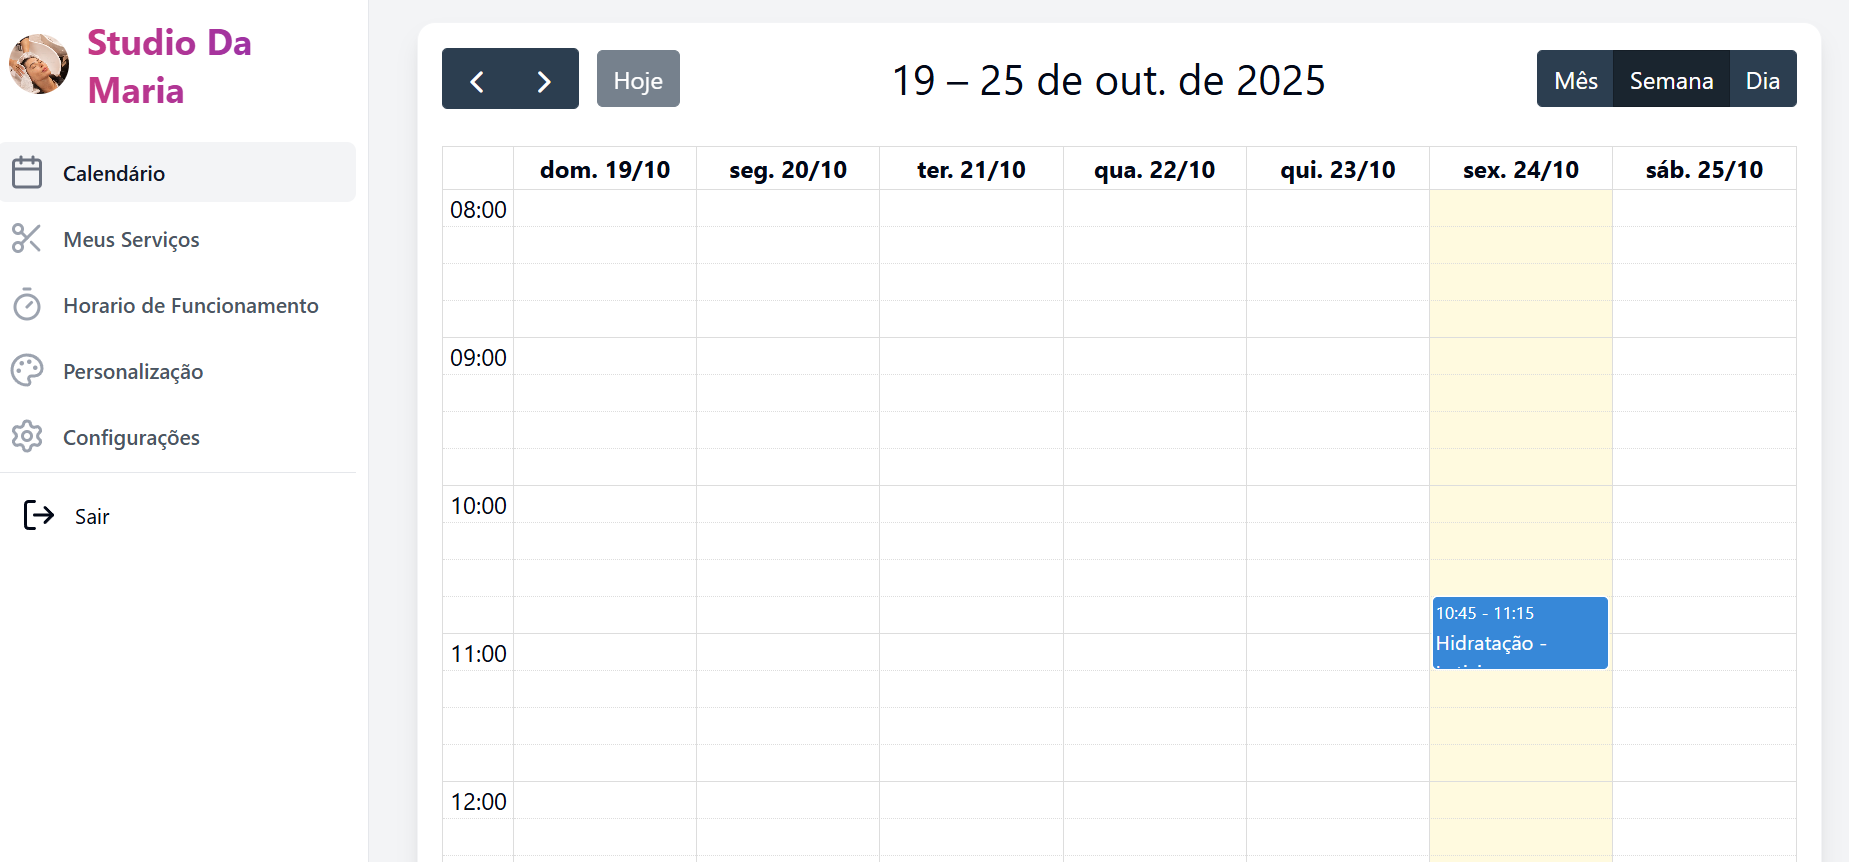 Studio Da
Maria
Calendário
Meus Serviços
Horario de Funcionamento
Personalização
Configurações
Sair
Hoje
19 – 25 de out. de 2025
Mês Semana Dia
dom. 19/10 seg. 20/10 ter. 21/10 qua. 22/10 qui. 23/10 sex. 24/10 sáb. 25/10
08:00
09:00
10:00
10:45 - 11:15
Hidratação -
11:00
12:00